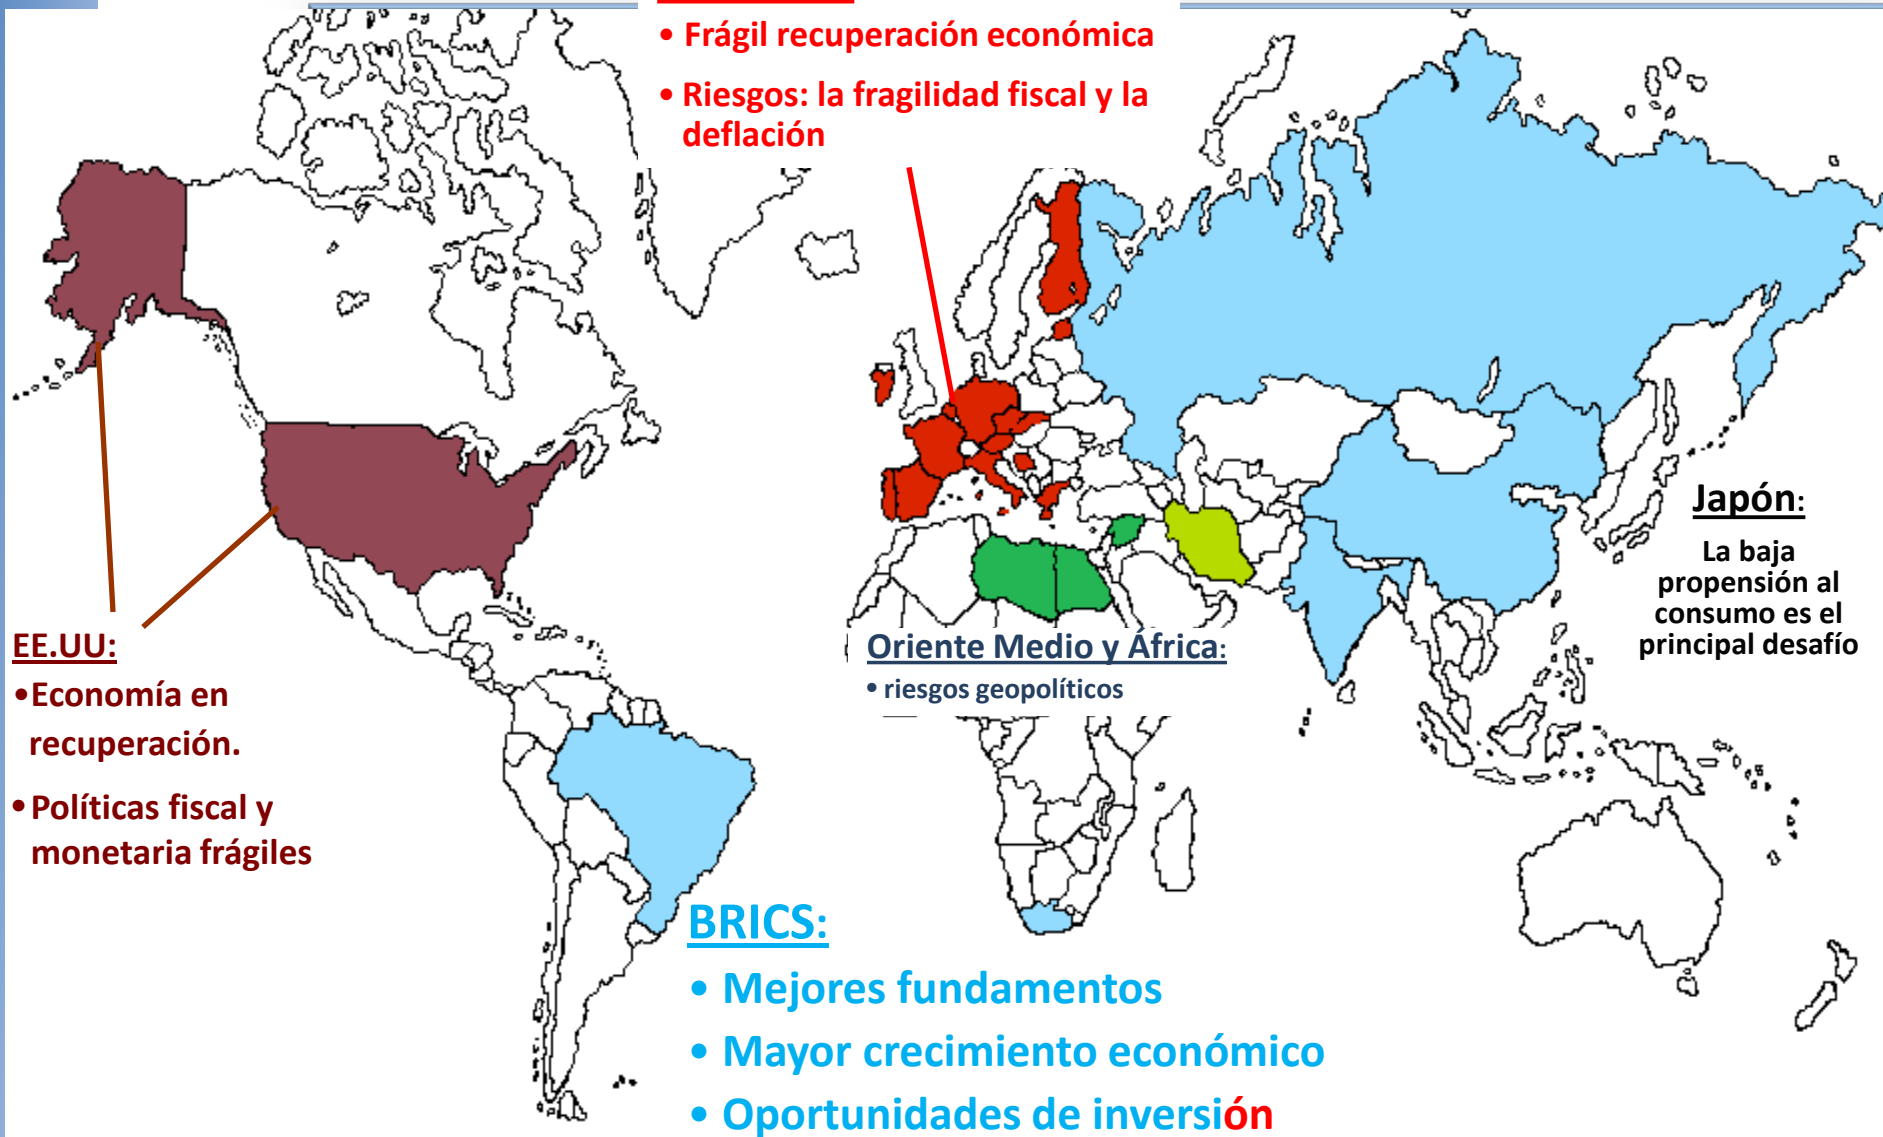 • Frágil recuperación económica
• Riesgos: la fragilidad fiscal y la
deflación
Japón:
La baja
propensión al
consumo es el
principal desafío
EE.UU:
•Economía en
recuperación.
• Políticas fiscal y
monetaria frágiles
Oriente Medio y África:
• riesgos geopolíticos
BRICS:
• Mejores fundamentos
• Mayor crecimiento económico
• Oportunidades de inversión